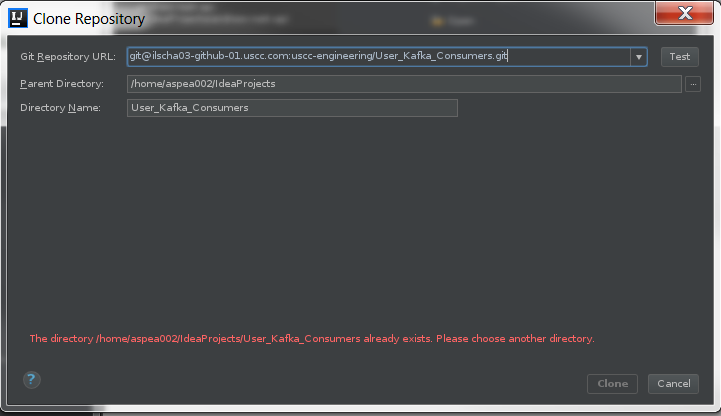 Clone Repository
Git Repository URL: git@ilscha03-github-01.uscc.com:uscc-engineering/User_Kafka_Consumers.git Test
Parent Directory: /home/aspea002/IdeaProjects ...
Directory Name: User_Kafka_Consumers
The directory /home/aspea002/IdeaProjects/User_Kafka_Consumers already exists. Please choose another directory.
? Clone Cancel